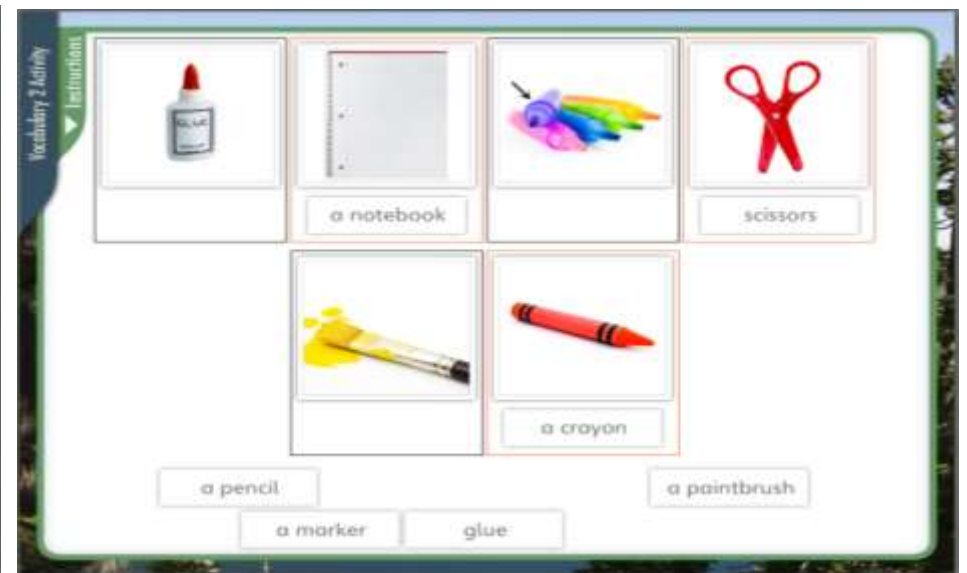 Vocabulary 2 Activity
Instructions
GLUE
a notebook
scissors
a crayon
a pencil
a paintbrush
a marker
glue